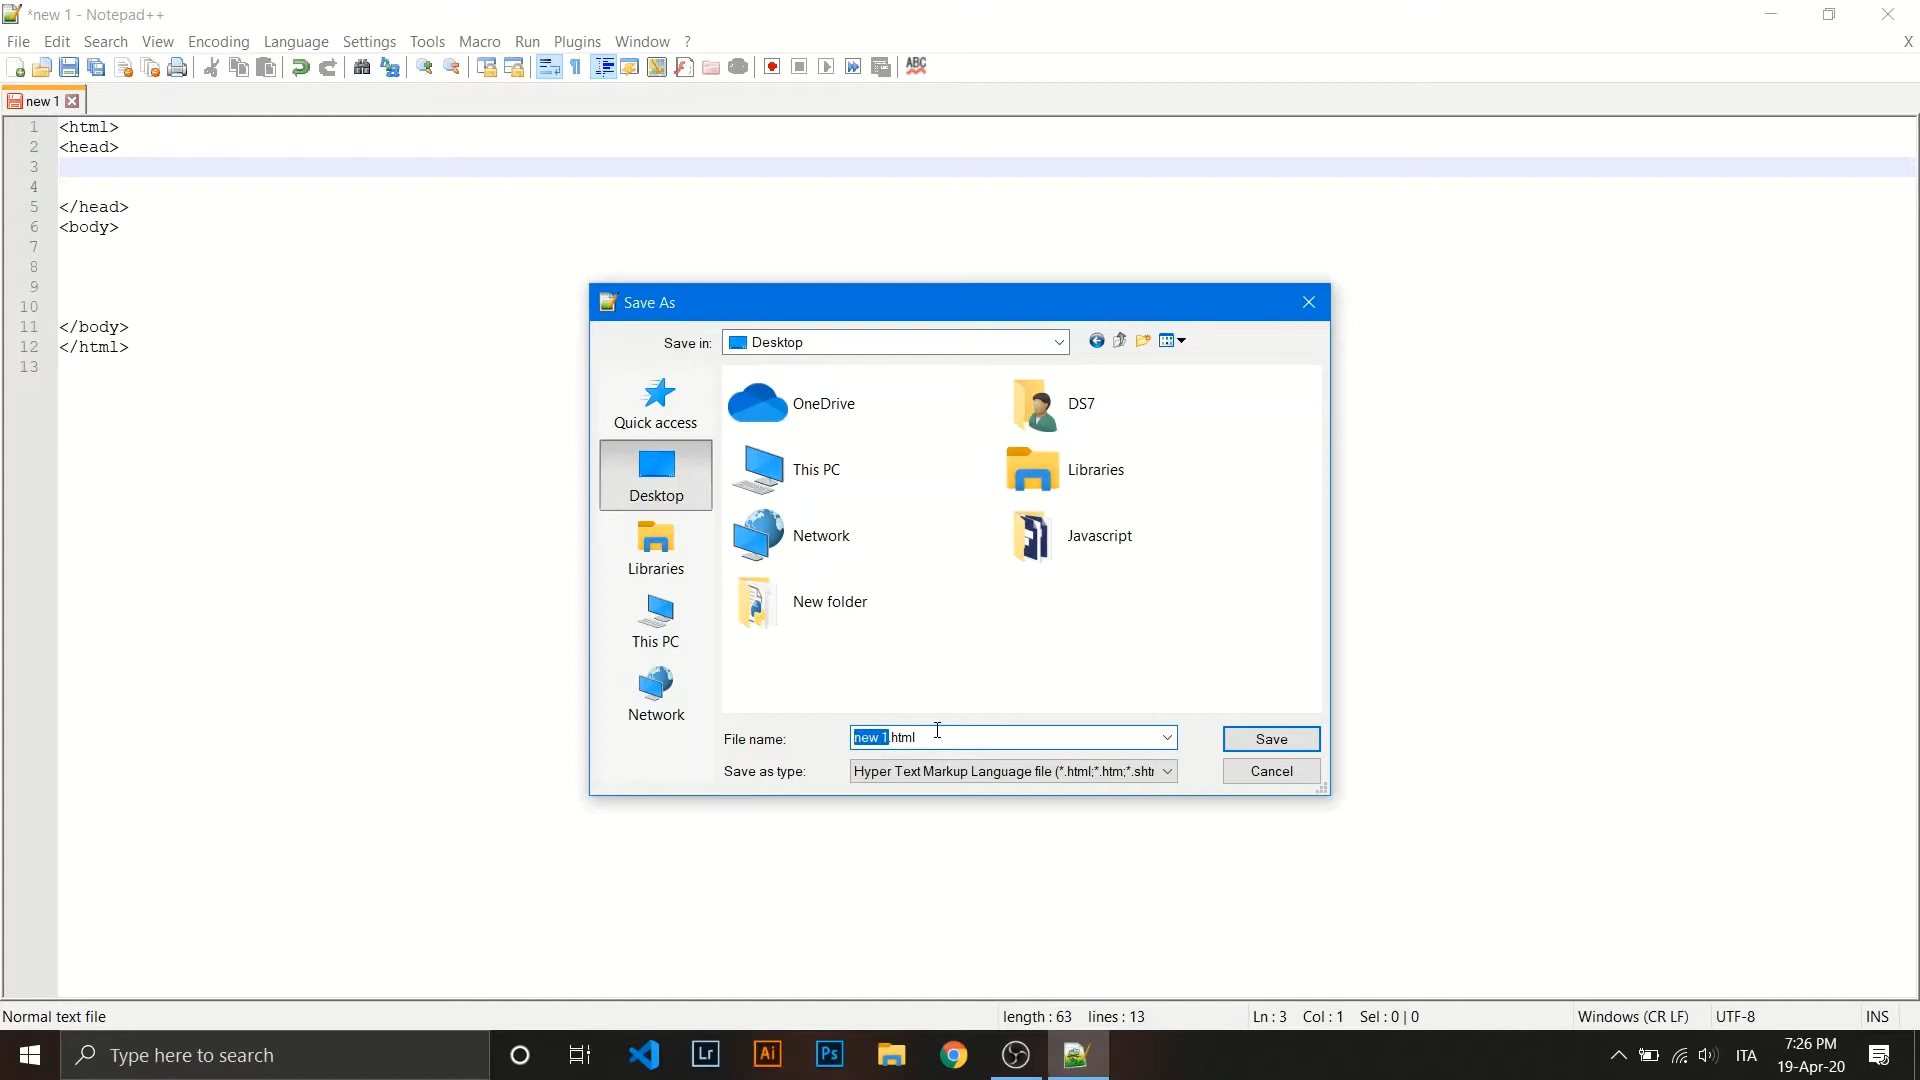 *new 1 - Notepad++
File Edit Search View Encoding Language Settings Tools Macro Run Plugins Window ? X
ABC
new 1
1 <html>
2 <head>
3
4
5 </head>
6 <body>
7
8
9
10
11 </body>
12 </html>
13
Save As
Save in: Desktop
Quick access
Desktop
Libraries
This PC
Network
OneDrive
DS7
This PC
Libraries
Network
Javascript
New folder
File name: new 1.html Save
Save as type: Hyper Text Markup Language file (*.html;*.htm;*.shtr Cancel
Normal text file length : 63 lines : 13 Ln : 3 Col : 1 Sel : 0 | 0 Windows (CR LF) UTF-8 INS
Type here to search
Lr
Ai
Ps
ITA
7:26 PM
19-Apr-20